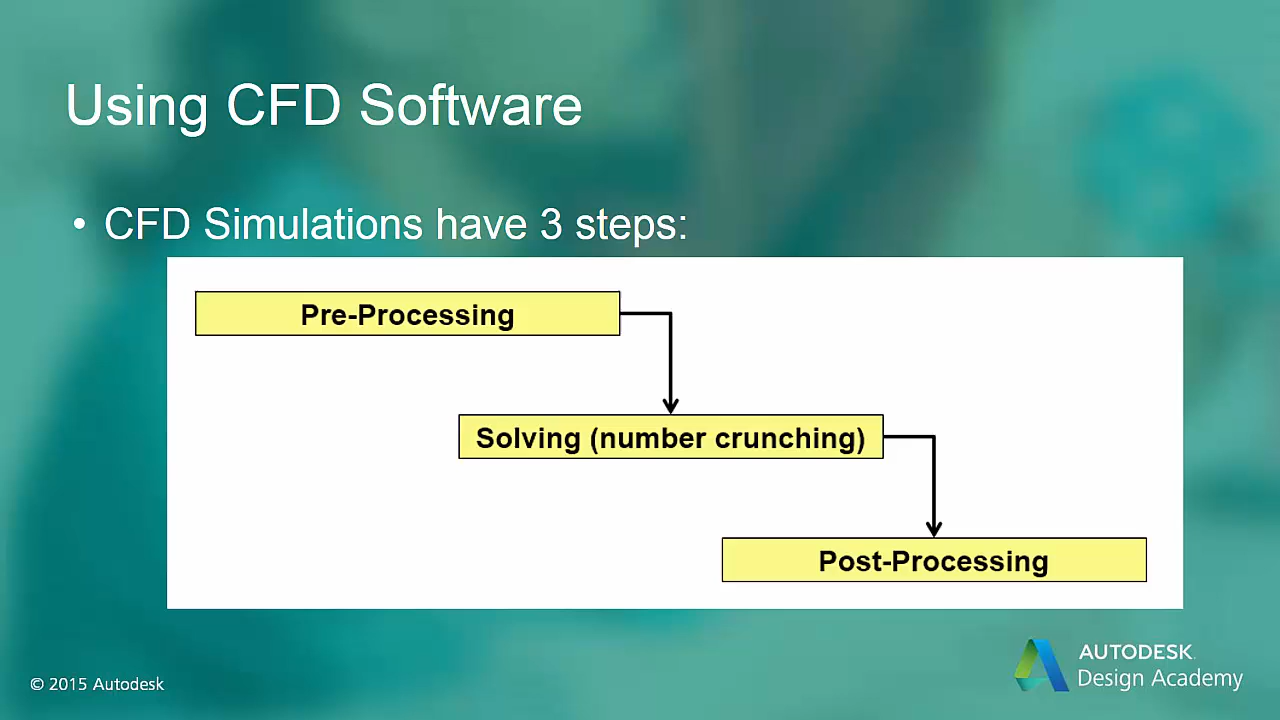 Using CFD Software
• CFD Simulations have 3 steps:
Pre-Processing
Solving (number crunching)
Post-Processing
© 2015 Autodesk
AUTODESK.
Design Academy